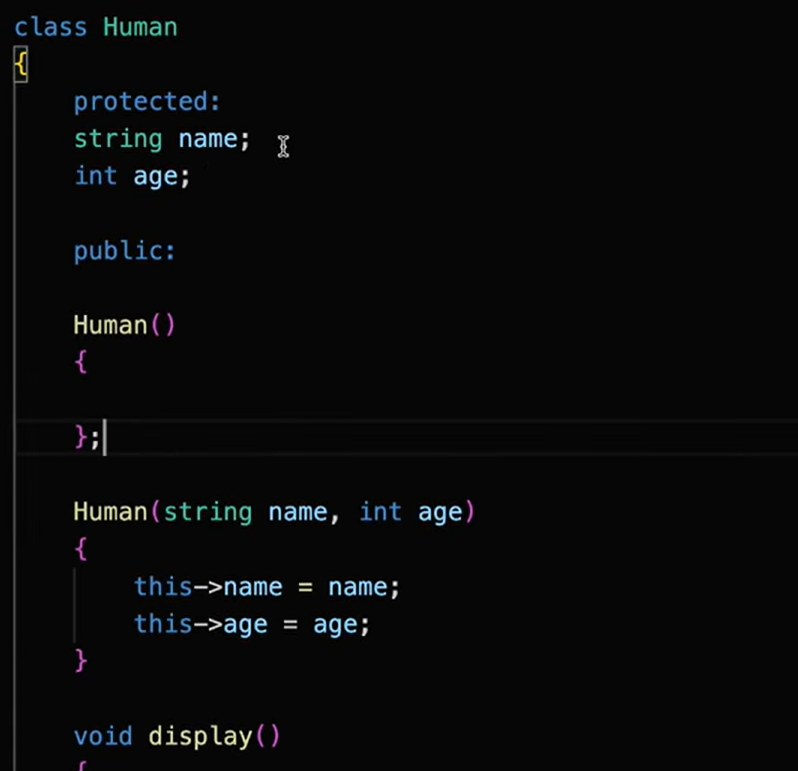 class Human
{
protected:
string name;
int age;
public:
Human()
{
};
Human(string name, int age)
{
this->name = name;
this->age = age;
}
void display()
{